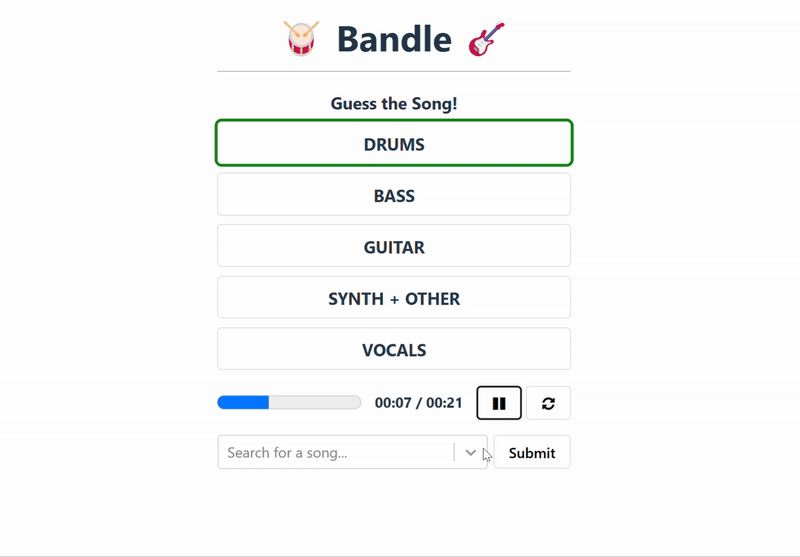 Bandle
Guess the Song!
DRUMS
BASS
GUITAR
SYNTH + OTHER
VOCALS
00:07 / 00:21
Search for a song...
Submit